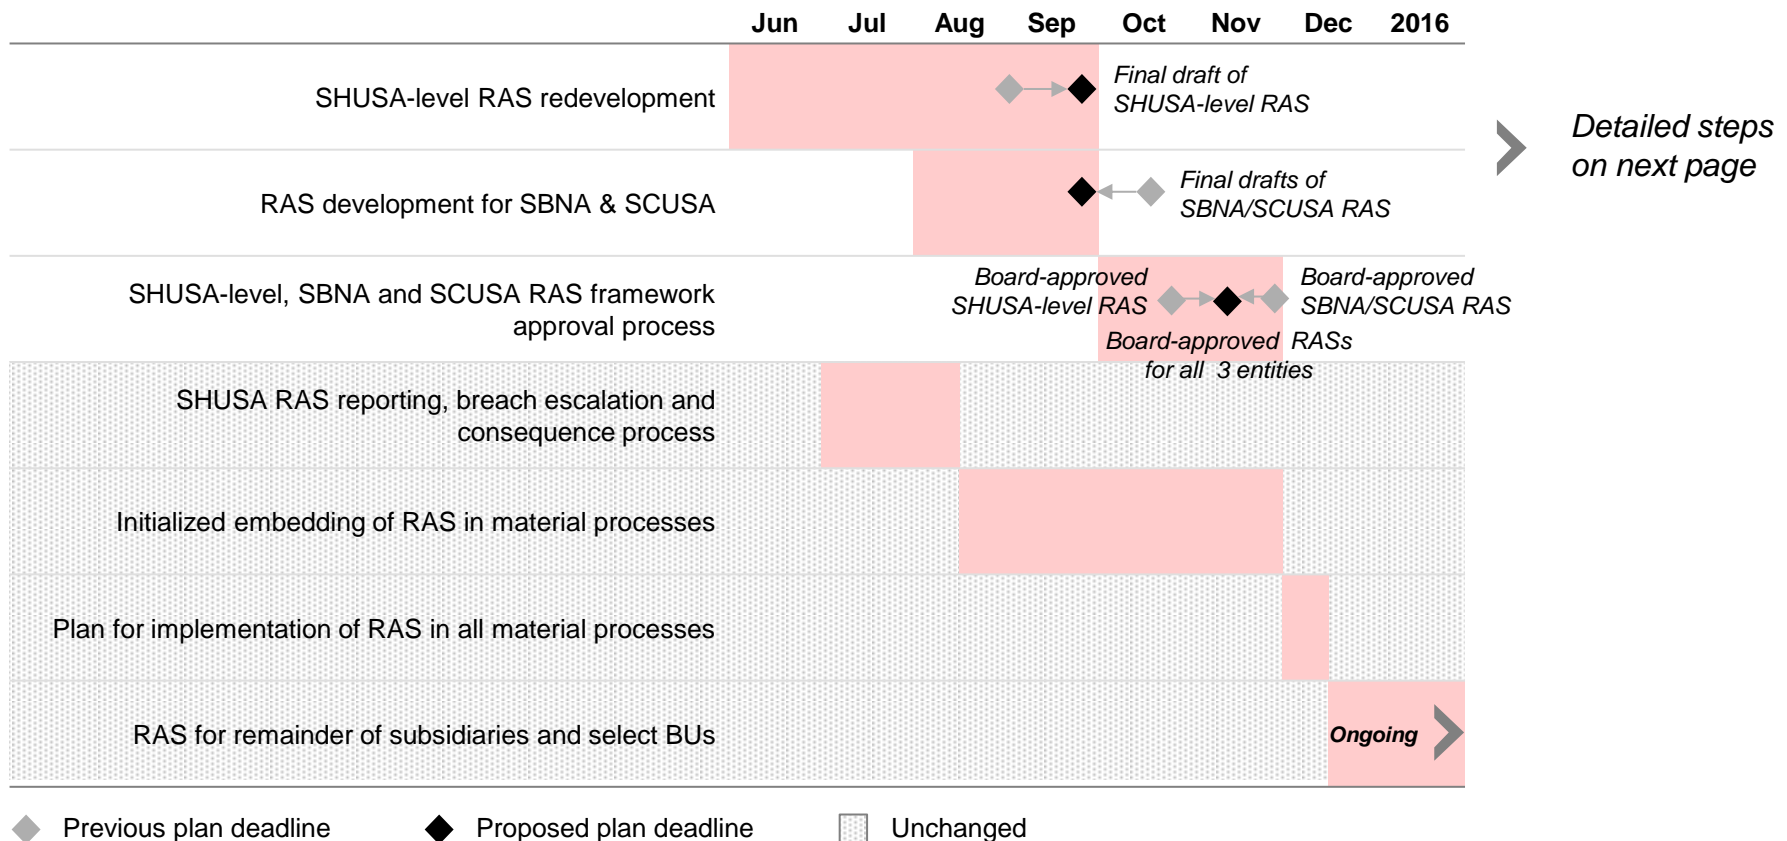 Jun Jul Aug Sep Oct Nov Dec 2016
SHUSA-level RAS redevelopment
Final draft of
SHUSA-level RAS
Detailed steps
on next page
RAS development for SBNA & SCUSA
Final drafts of
SBNA/SCUSA RAS
SHUSA-level, SBNA and SCUSA RAS framework
approval process
Board-approved
SHUSA-level RAS
Board-approved
SBNA/SCUSA RAS
Board-approved RASs
for all 3 entities
SHUSA RAS reporting, breach escalation and
consequence process
Initialized embedding of RAS in material processes
Plan for implementation of RAS in all material processes
RAS for remainder of subsidiaries and select BUs
Ongoing
Previous plan deadline
Proposed plan deadline
Unchanged